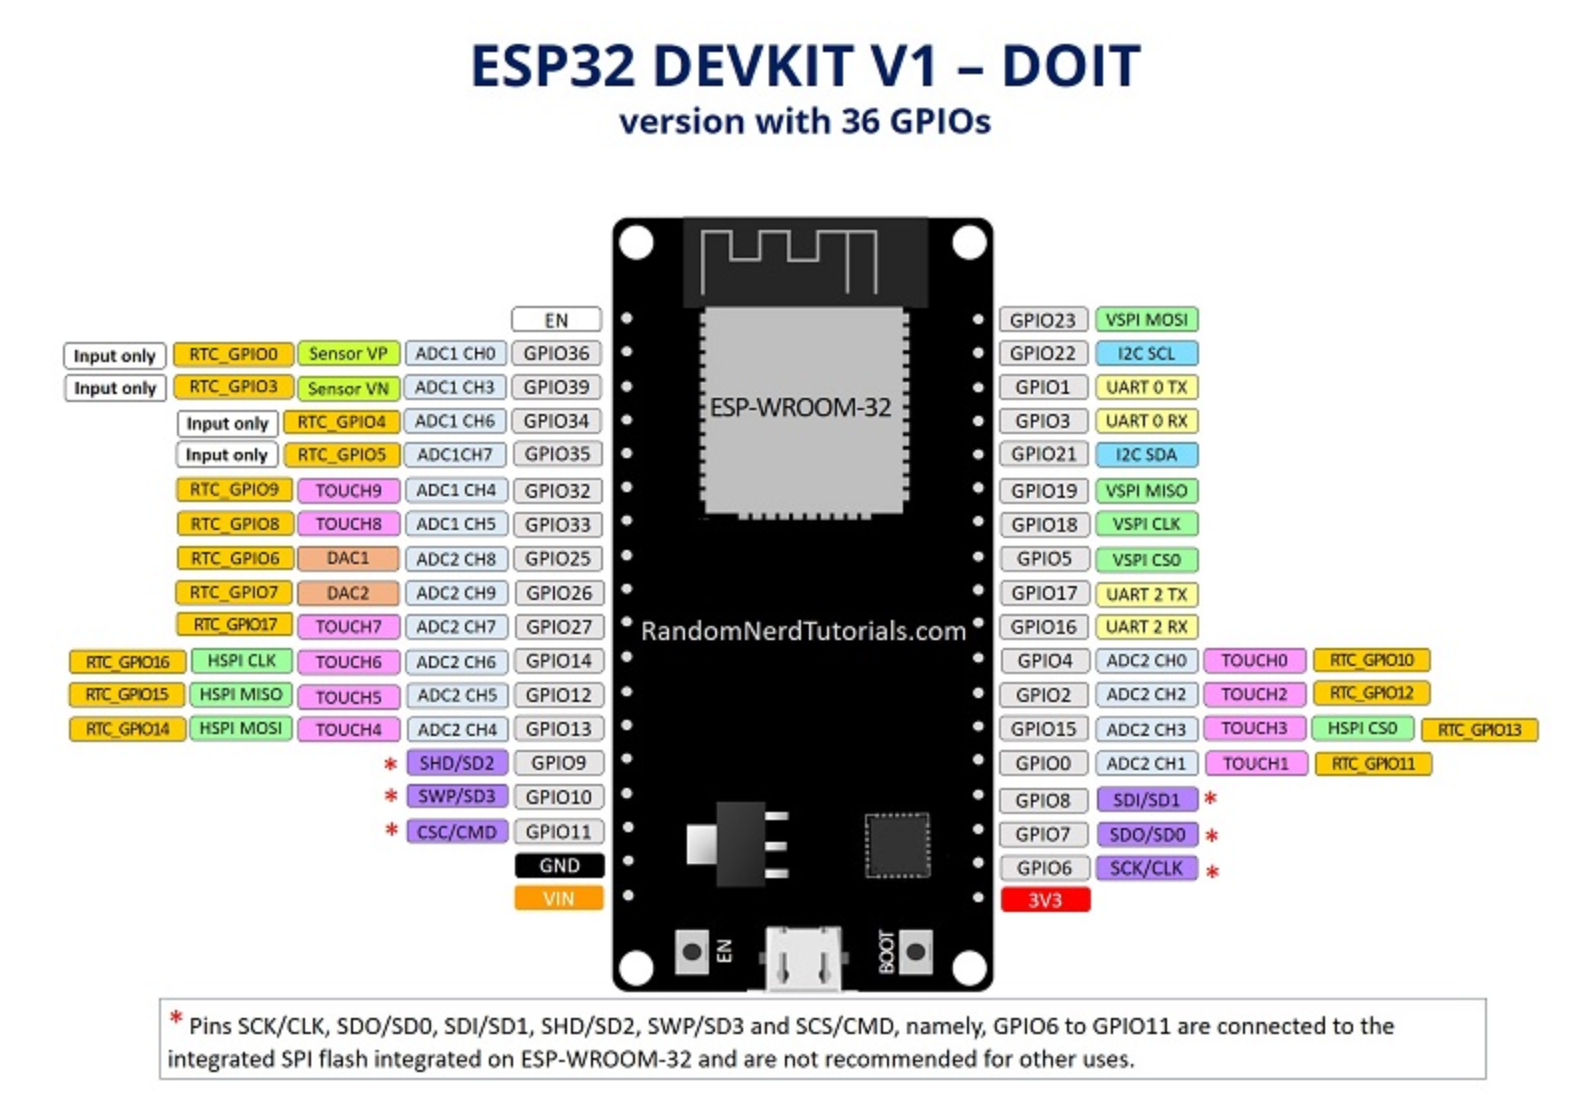 ESP32 DEVKIT V1 – DOIT
version with 36 GPIOs
EN
Input only RTC_GPIO0 Sensor VP ADC1 CH0 GPIO36
Input only RTC_GPIO3 Sensor VN ADC1 CH3 GPIO39
Input only RTC_GPIO4 ADC1 CH6 GPIO34
Input only RTC_GPIO5 ADC1CH7 GPIO35
RTC_GPIO9 TOUCH9 ADC1 CH4 GPIO32
RTC_GPIO8 TOUCH8 ADC1 CH5 GPIO33
RTC_GPIO6 DAC1 ADC2 CH8 GPIO25
RTC_GPIO7 DAC2 ADC2 CH9 GPIO26
RTC_GPIO17 TOUCH7 ADC2 CH7 GPIO27
RTC_GPIO16 HSPI CLK TOUCH6 ADC2 CH6 GPIO14
RTC_GPIO15 HSPI MISO TOUCH5 ADC2 CH5 GPIO12
RTC_GPIO14 HSPI MOSI TOUCH4 ADC2 CH4 GPIO13
* SHD/SD2 GPIO9
* SWP/SD3 GPIO10
* CSC/CMD GPIO11
GND
VIN
ESP-WROOM-32
RandomNerdTutorials.com
EN
BOOT
GPIO23 VSPI MOSI
GPIO22 I2C SCL
GPIO1 UART 0 TX
GPIO3 UART 0 RX
GPIO21 I2C SDA
GPIO19 VSPI MISO
GPIO18 VSPI CLK
GPIO5 VSPI CS0
GPIO17 UART 2 TX
GPIO16 UART 2 RX
GPIO4 ADC2 CH0 TOUCH0 RTC_GPIO10
GPIO2 ADC2 CH2 TOUCH2 RTC_GPIO12
GPIO15 ADC2 CH3 TOUCH3 HSPI CS0 RTC_GPIO13
GPIO0 ADC2 CH1 TOUCH1 RTC_GPIO11
GPIO8 SDI/SD1 *
GPIO7 SDO/SD0 *
GPIO6 SCK/CLK *
3V3
* Pins SCK/CLK, SDO/SD0, SDI/SD1, SHD/SD2, SWP/SD3 and SCS/CMD, namely, GPIO6 to GPIO11 are connected to the
integrated SPI flash integrated on ESP-WROOM-32 and are not recommended for other uses.